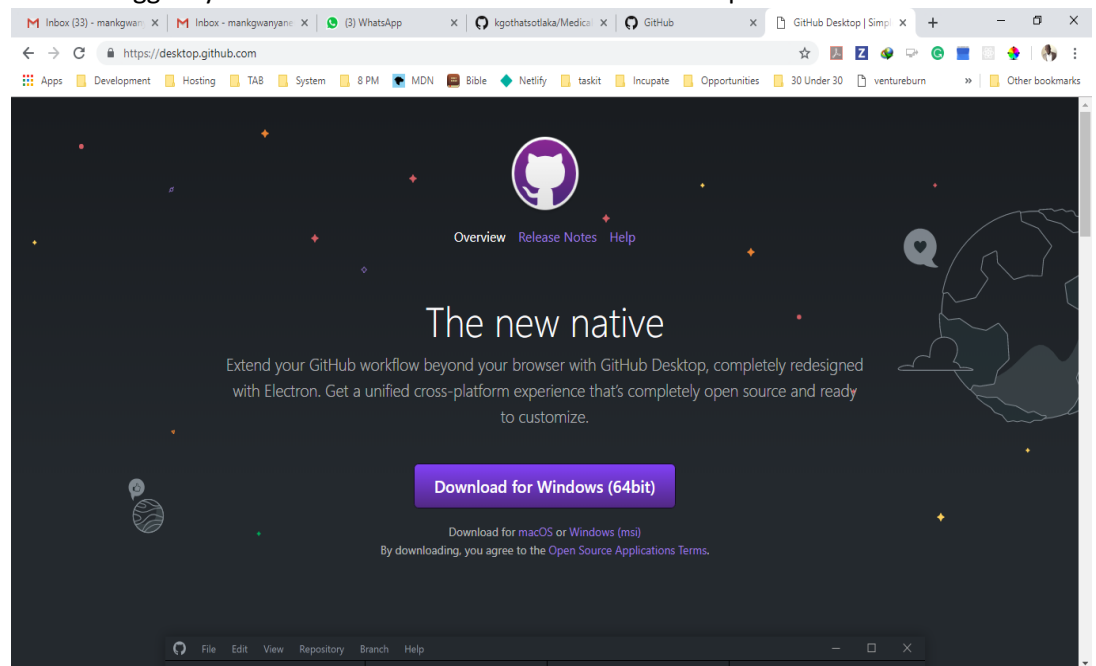 Inbox (33) - mankgwany
Inbox - mankgwanyane
(3) WhatsApp
kgothatsotlaka/Medical
GitHub
GitHub Desktop | Simpl
https://desktop.github.com
Apps
Development
Hosting
TAB
System
8 PM
MDN
Bible
Netlify
taskit
Incupate
Opportunities
30 Under 30
ventureburn
»
Other bookmarks
Overview Release Notes Help
The new native
Extend your GitHub workflow beyond your browser with GitHub Desktop, completely redesigned
with Electron. Get a unified cross-platform experience that's completely open source and ready
to customize.
Download for Windows (64bit)
Download for macOS or Windows (msi)
By downloading, you agree to the Open Source Applications Terms.
File Edit View Repository Branch Help